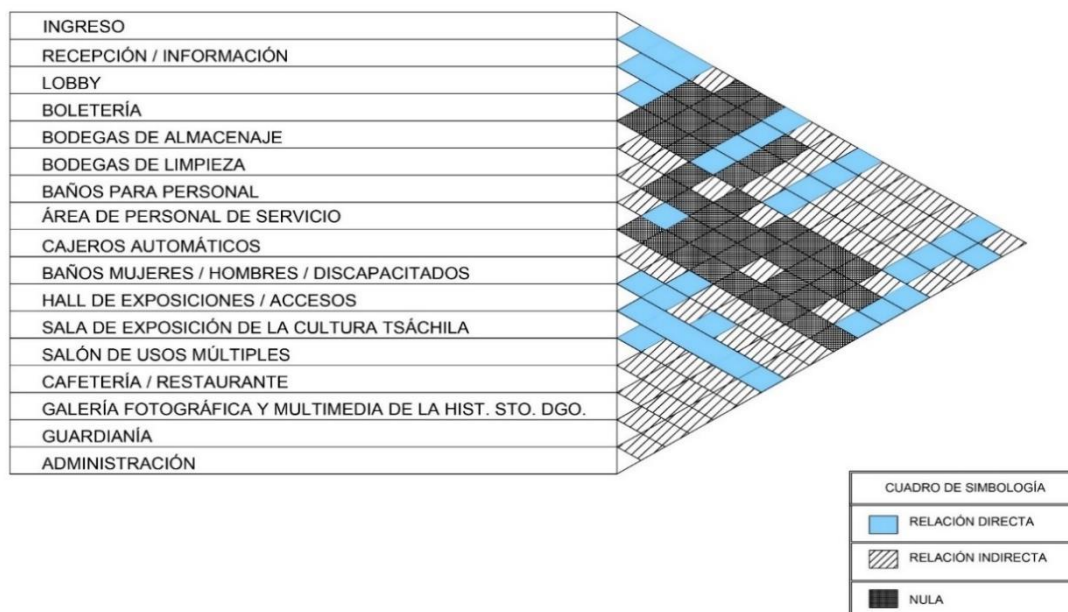 INGRESO
RECEPCIÓN / INFORMACIÓN
LOBBY
BOLETERÍA
BODEGAS DE ALMACENAJE
BODEGAS DE LIMPIEZA
BAÑOS PARA PERSONAL
ÁREA DE PERSONAL DE SERVICIO
CAJEROS AUTOMÁTICOS
BAÑOS MUJERES / HOMBRES / DISCAPACITADOS
HALL DE EXPOSICIONES / ACCESOS
SALA DE EXPOSICIÓN DE LA CULTURA TSÁCHILA
SALÓN DE USOS MÚLTIPLES
CAFETERÍA / RESTAURANTE
GALERÍA FOTOGRÁFICA Y MULTIMEDIA DE LA HIST. STO. DGO.
GUARDIANÍA
ADMINISTRACIÓN
CUADRO DE SIMBOLOGÍA
RELACIÓN DIRECTA
RELACIÓN INDIRECTA
NULA